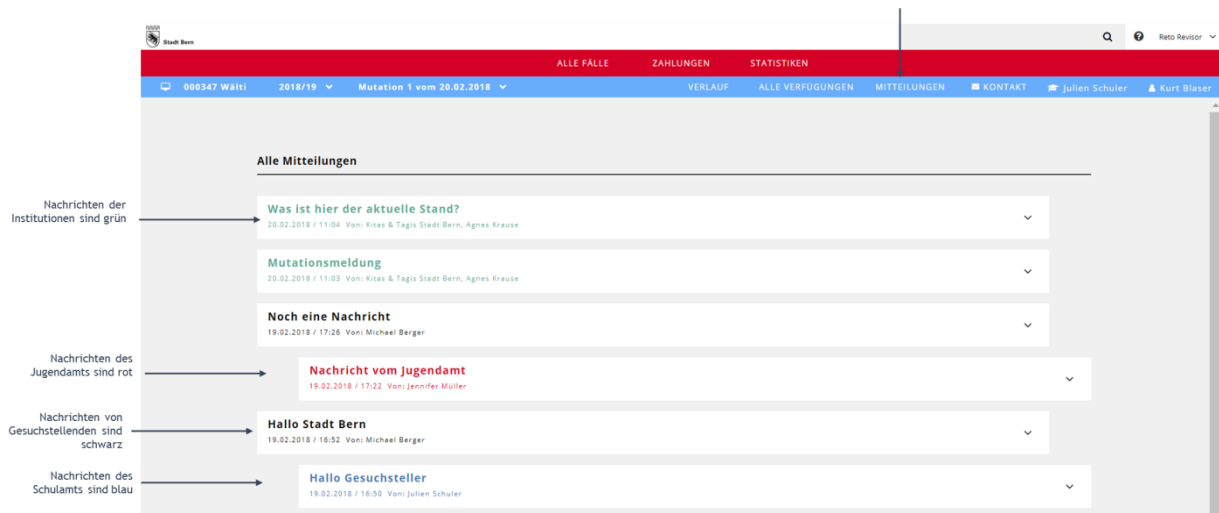 Stadt Bern
Reto Revisor
ALLE FÄLLE ZAHLUNGEN STATISTIKEN
000347 Wälti 2018/19 Mutation 1 vom 20.02.2018 VERLAUF ALLE VERFÜGUNGEN MITTEILUNGEN KONTAKT Julien Schuler Kurt Blaser
Alle Mitteilungen
Nachrichten der
Institutionen sind grün
Was ist hier der aktuelle Stand?
20.02.2018 / 11:04 Von: Kitas & Tagis Stadt Bern, Agnes Krause
Mutationsmeldung
20.02.2018 / 11:03 Von: Kitas & Tagis Stadt Bern, Agnes Krause
Noch eine Nachricht
19.02.2018 / 17:26 Von: Michael Berger
Nachrichten des
Jugendamts sind rot
Nachricht vom Jugendamt
19.02.2018 / 17:22 Von: Jennifer Müller
Nachrichten von
Gesuchstellenden sind
schwarz
Hallo Stadt Bern
19.02.2018 / 16:52 Von: Michael Berger
Nachrichten des
Schulamts sind blau
Hallo Gesuchsteller
19.02.2018 / 16:50 Von: Julien Schuler